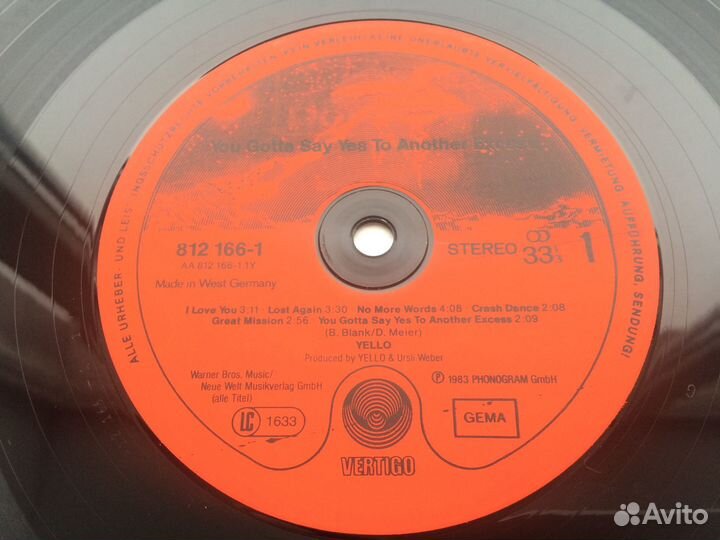 ALLE URHEBER- UND LEIS
INGSSCHUTZRECHTE VORBEHALTEN KEIN VERLEIH! KEINE UNERLAUBTE VERVIELFÄLTIGUNG, VERMIETUNG, AUFFÜHRUNG, SENDUNG!
You Gotta Say Yes To Another Excess
812 166-1
AA 812 166-1.1Y
Made in West Germany
STEREO 33 1/3 1
I Love You 3:11 · Lost Again 3:30 · No More Words 4:08 · Crash Dance 2:08
Great Mission 2:56 · You Gotta Say Yes To Another Excess 2:09
(B. Blank/D. Meier)
YELLO
Produced by YELLO & Ursli Weber
Warner Bros. Music/
Neue Welt Musikverlag GmbH
(alle Titel)
℗ 1983 PHONOGRAM GmbH
LC 1633
GEMA
VERTIGO
Avito